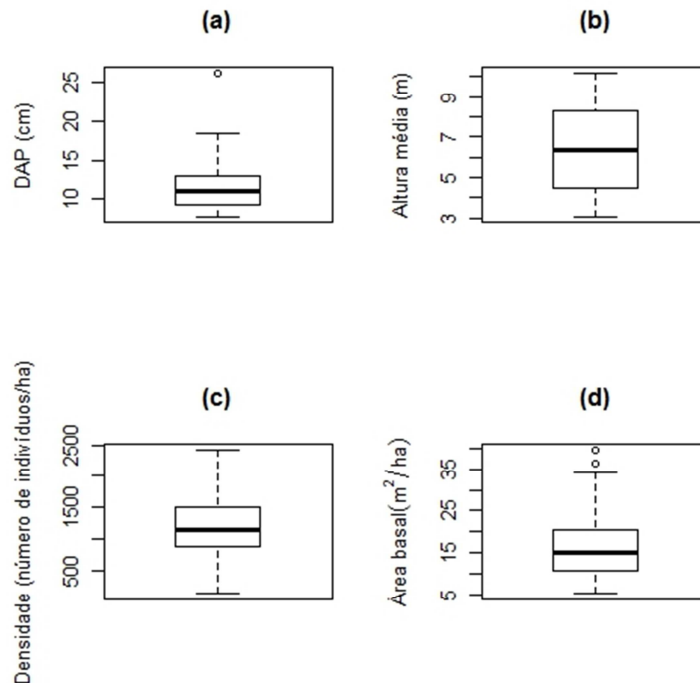 (a)
DAP (cm)
25
20
15
10
(b)
Altura média (m)
9
7
5
3
(c)
Densidade (número de indivíduos/ha)
2500
1500
500
(d)
Área basal(m²/ha)
35
25
15
5